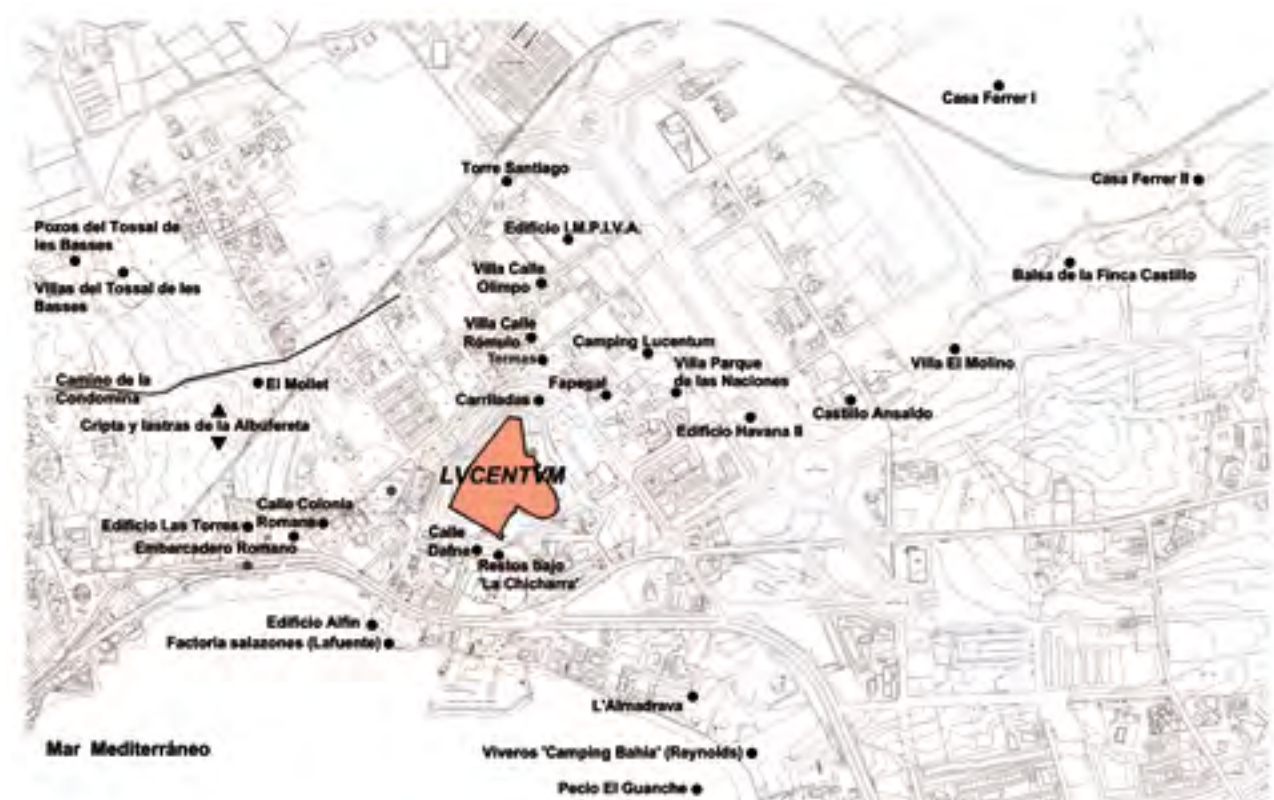 Casa Ferrer I
Torre Santiago
Casa Ferrer II
Pozos del Tossal de
les Basses
Edificio I.M.P.I.V.A.
Villas del Tossal de les
Basses
Villa Calle
Olimpo
Balsa de la Finca Castillo
Villa Calle
Rómulo
Termas
Camping Lucentum
Villa Parque
de las Naciones
Villa El Molino
Camino de la
Condomina
El Mollet
Fapegal
Carriladas
Castillo Ansaldo
Cripta y lastras de la Albufereta
Edificio Havana II
LVCENTVM
Calle Colonia
Romana
Edificio Las Torres
Embarcadero Romano
Calle
Dafne
Restos bajo
'La Chicharra'
Edificio Alfin
Factoria salazones (Lafuente)
L'Almadrava
Mar Mediterráneo
Viveros 'Camping Bahia' (Reynolds)
Pecio El Guanche